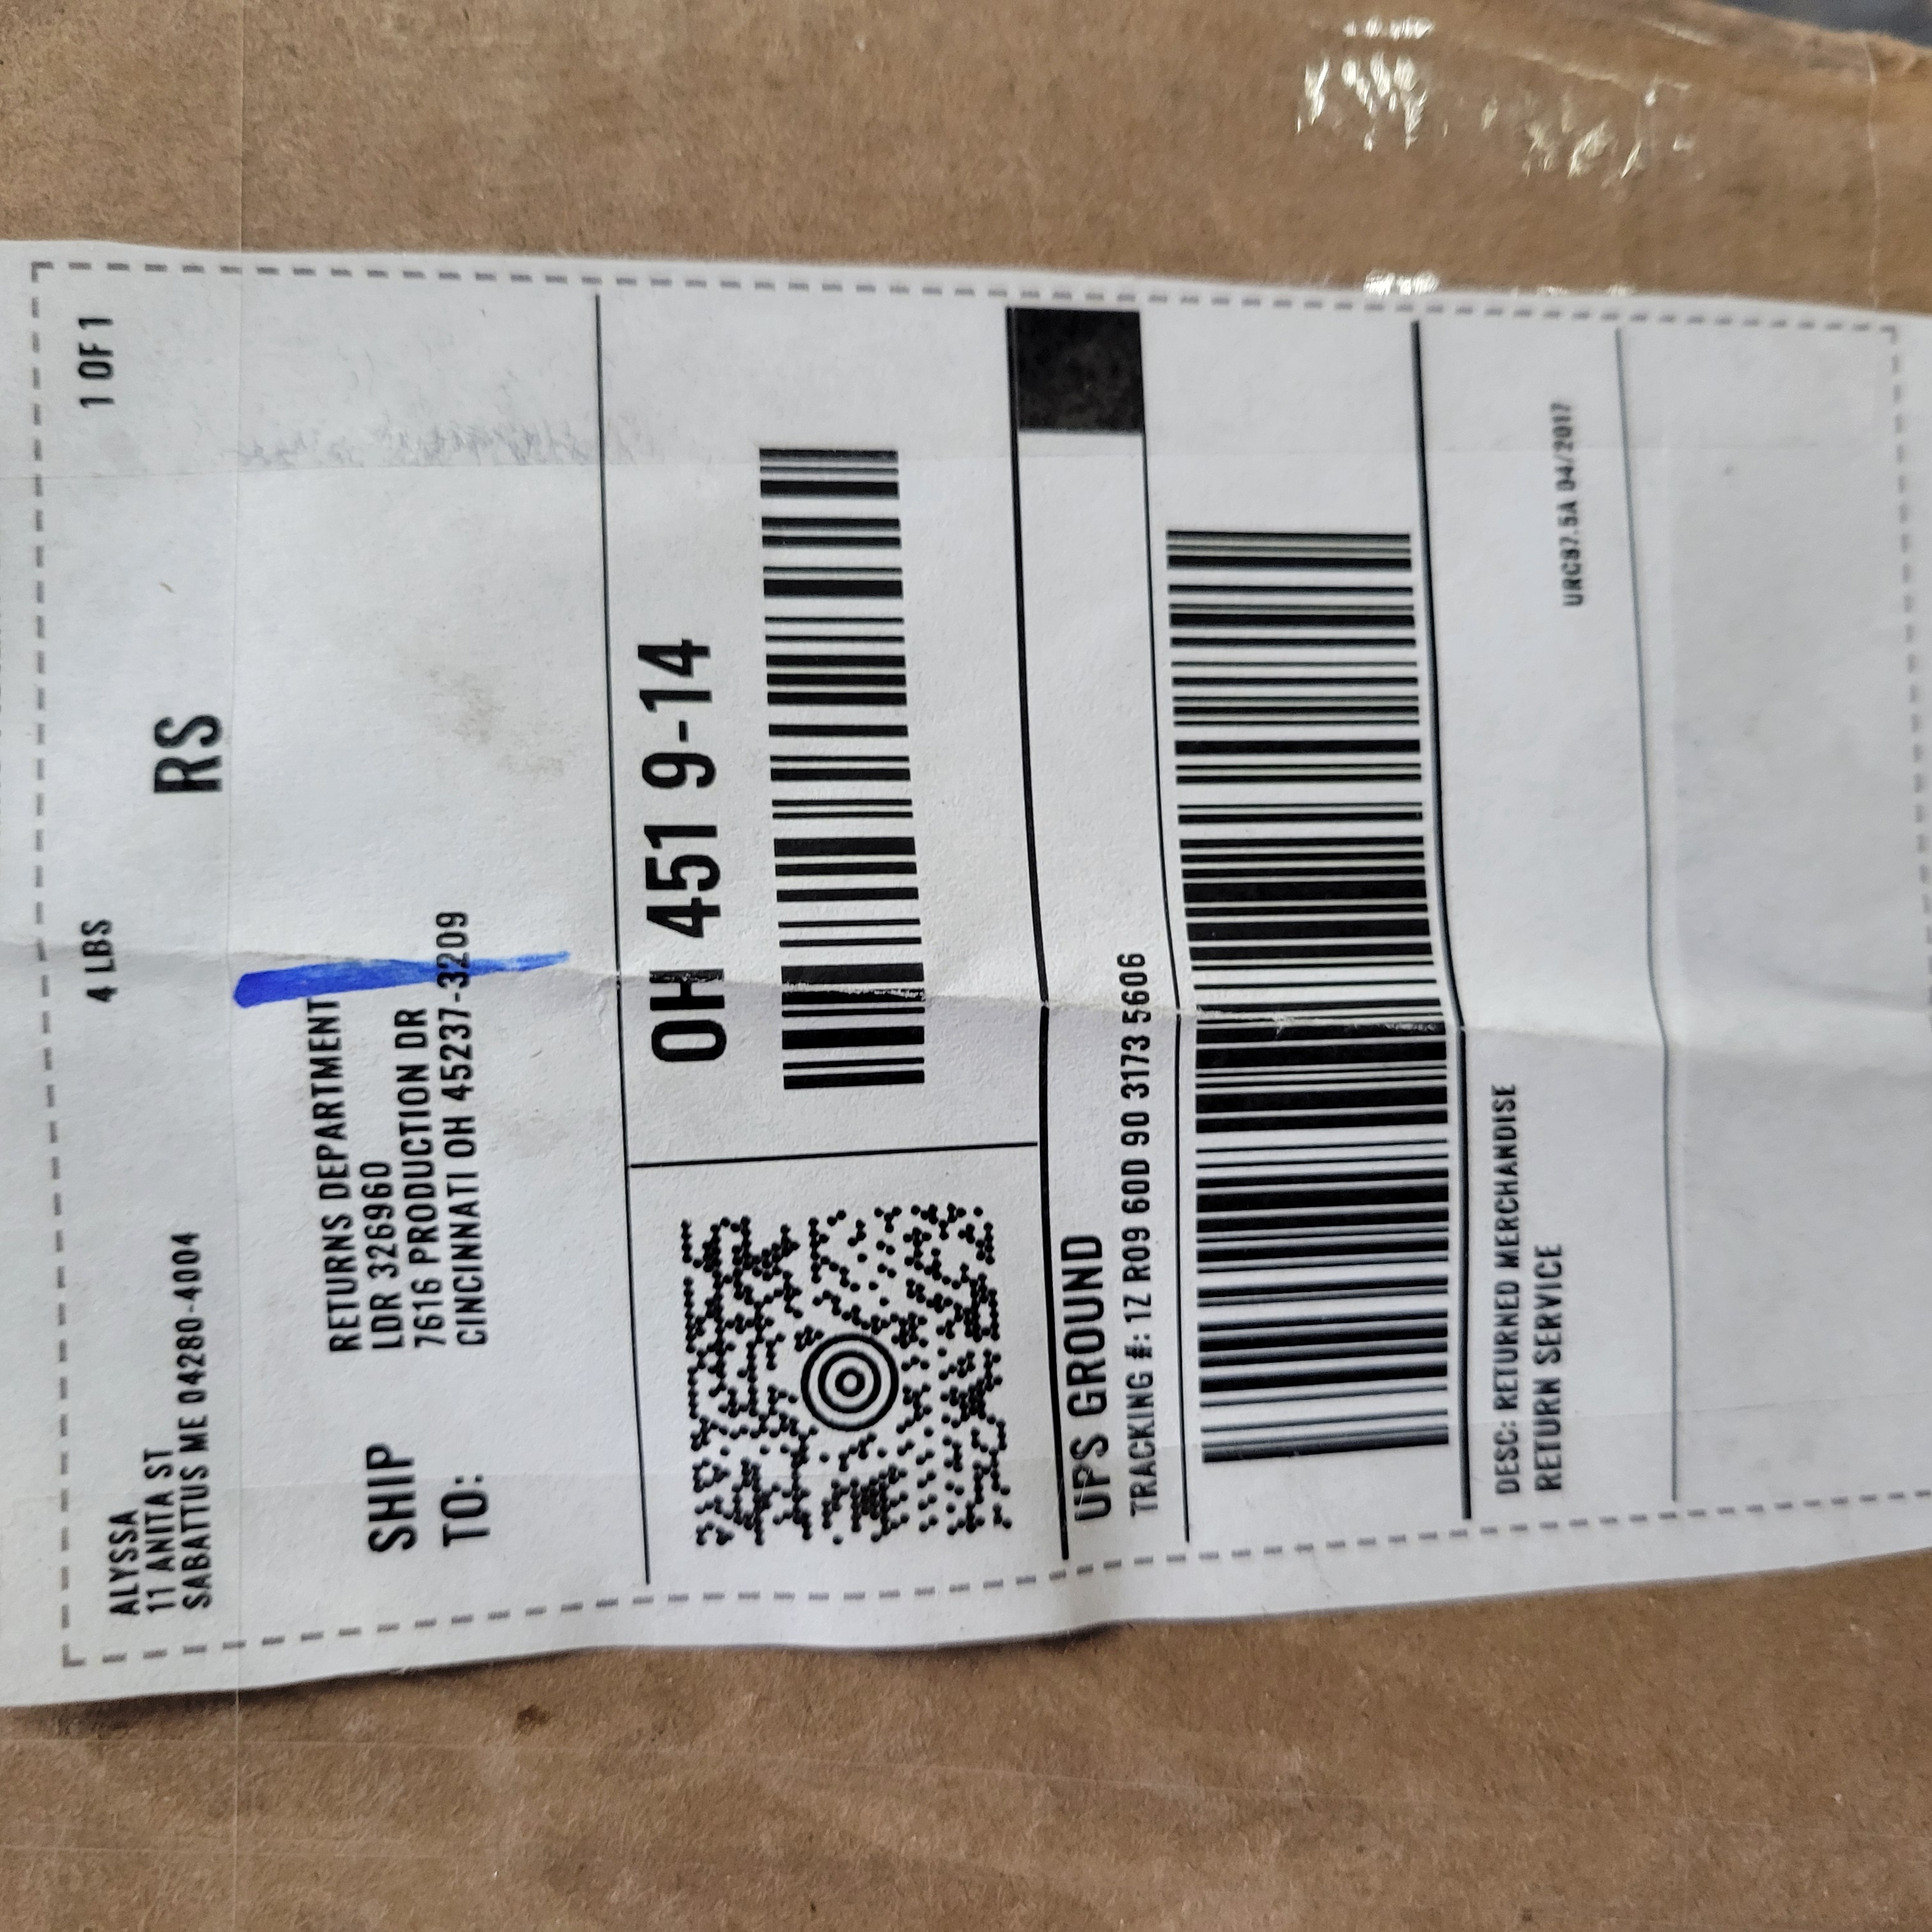 ALYSSA
11 ANITA ST
SABATTUS ME 04280-4004
4 LBS
1 OF 1
RS
SHIP
TO:
RETURNS DEPARTMENT
LDR 326960
7616 PRODUCTION DR
CINCINNATI OH 45237-3209
OH 451 9-14
UPS GROUND
TRACKING #: 1Z R09 60D 90 3173 5606
DESC: RETURNED MERCHANDISE
RETURN SERVICE
URC87.5A 04/2017